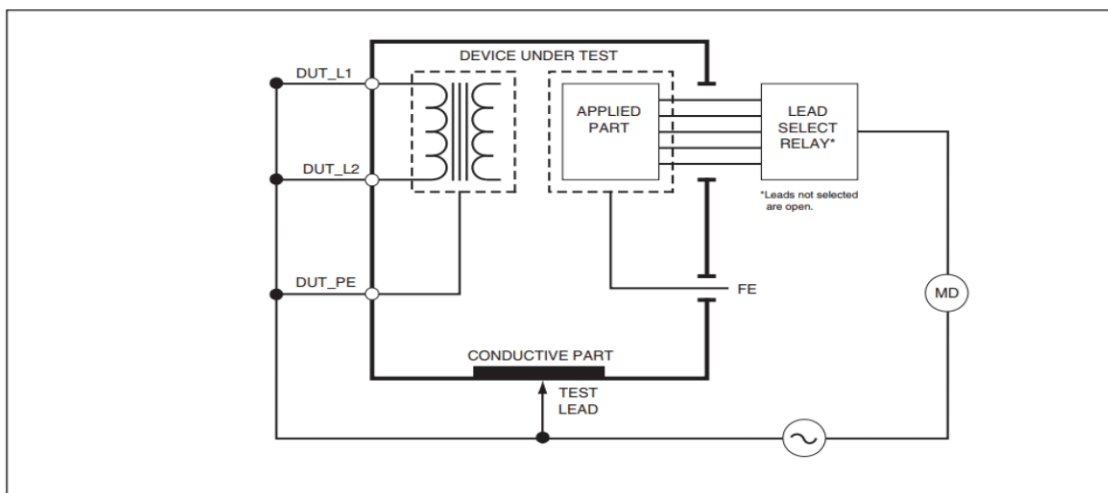 DEVICE UNDER TEST
DUT_L1
APPLIED
PART
LEAD
SELECT
RELAY*
DUT_L2
*Leads not selected
are open.
DUT_PE
FE
MD
CONDUCTIVE PART
TEST
LEAD